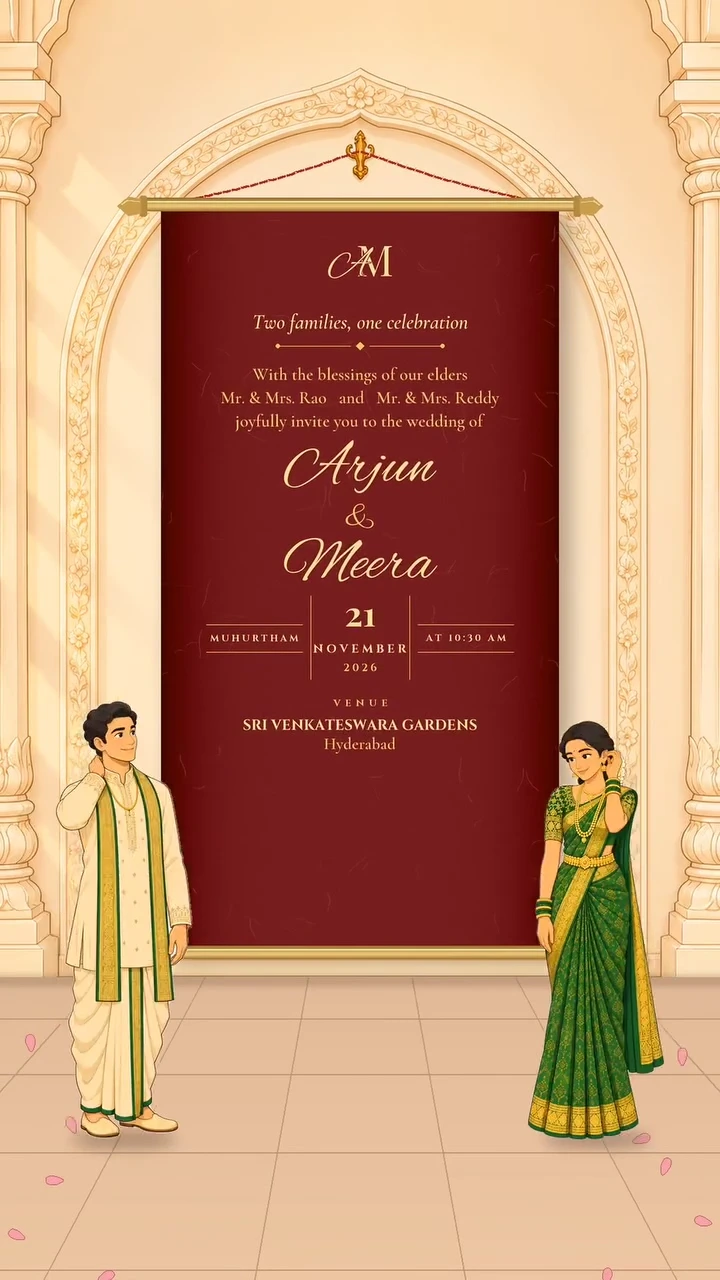 AM
Two families, one celebration
With the blessings of our elders
Mr. & Mrs. Rao and Mr. & Mrs. Reddy
joyfully invite you to the wedding of
Arjun
&
Meera
MUHURTHAM
21
NOVEMBER
2026
AT 10:30 AM
VENUE
SRI VENKATESWARA GARDENS
Hyderabad